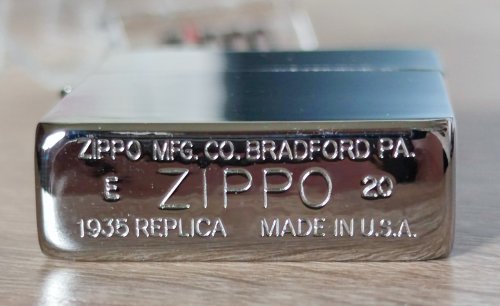 ZIPPO MFG. CO. BRADFORD PA.
E ZIPPO 20
1935 REPLICA MADE IN U.S.A.